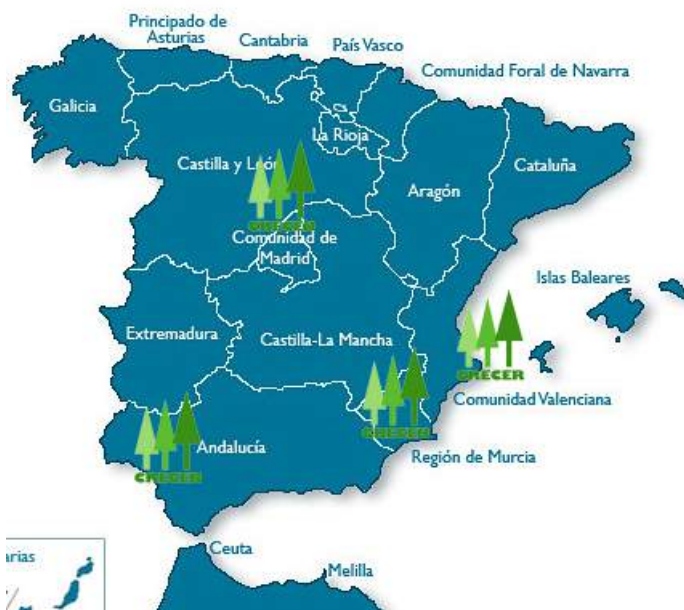 Principado de
Asturias
Cantabria
País Vasco
Comunidad Foral de Navarra
Galicia
La Rioja
Castilla y León
Aragón
Cataluña
CRECER
Comunidad de
Madrid
Islas Baleares
Extremadura
Castilla-La Mancha
CRECER
Comunidad Valenciana
CRECER
Andalucía
Región de Murcia
CRECER
Ceuta
arias
Melilla